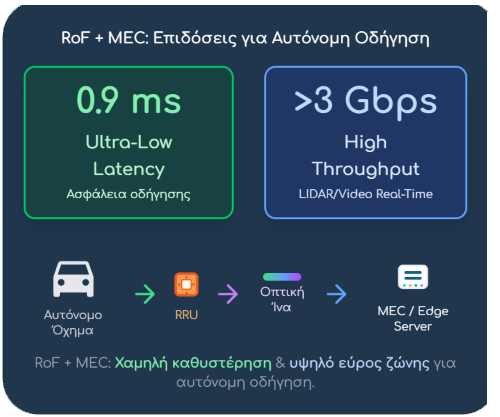 RoF + MEC: Επιδόσεις για Αυτόνομη Οδήγηση
0.9 ms
Ultra-Low
Latency
Ασφάλεια οδήγησης
>3 Gbps
High
Throughput
LIDAR/Video Real-Time
Αυτόνομο
Όχημα
RRU
Οπτική
Ίνα
MEC / Edge
Server
RoF + MEC: Χαμηλή καθυστέρηση & υψηλό εύρος ζώνης για
αυτόνομη οδήγηση.